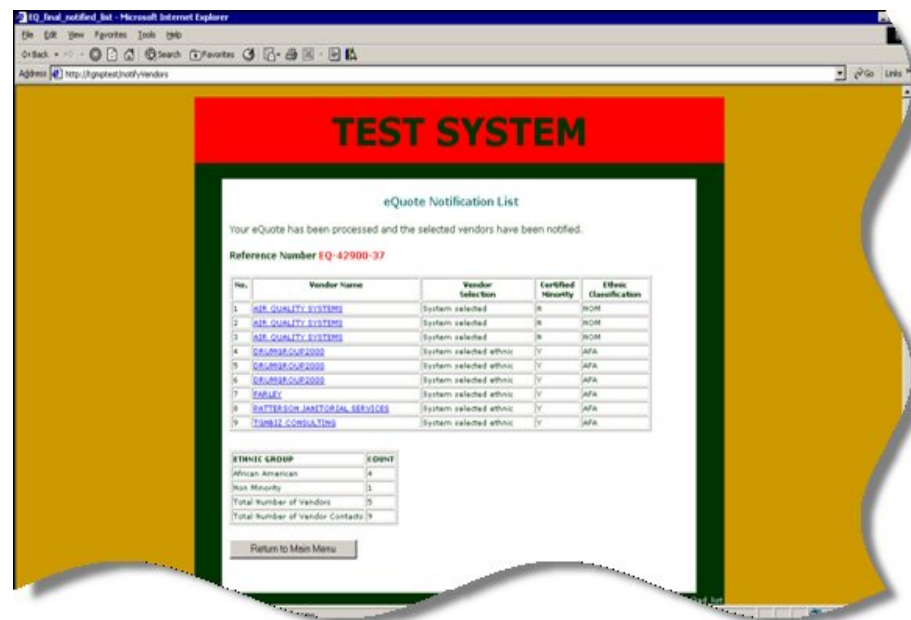 EQ_final_notified_list - Microsoft Internet Explorer
File Edit View Favorites Tools Help
Back Search Favorites
Address http://tgnptest/notifyVendors Go Links
TEST SYSTEM
eQuote Notification List
Your eQuote has been processed and the selected vendors have been notified.
Reference Number EQ-42900-37
No. Vendor Name Vendor Selection Certified Minority Ethnic Classification
1 AIR QUALITY SYSTEMS System selected N NOM
2 AIR QUALITY SYSTEMS System selected N NOM
3 AIR QUALITY SYSTEMS System selected N NOM
4 DRUMGROUP2000 System selected ethnic Y AFA
5 DRUMGROUP2000 System selected ethnic Y AFA
6 DRUMGROUP2000 System selected ethnic Y AFA
7 FARLEY System selected ethnic Y AFA
8 PATTERSON JANITORIAL SERVICES System selected ethnic Y AFA
9 TGMBIZ CONSULTING System selected ethnic Y AFA
ETHNIC GROUP COUNT
African American 4
Non Minority 1
Total Number of Vendors 5
Total Number of Vendor Contacts 9
Return to Main Menu